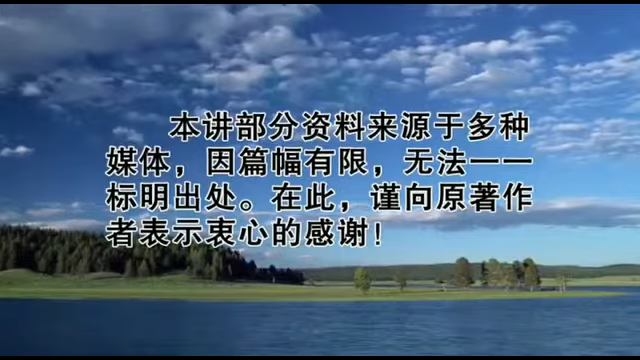 本讲部分资料来源于多种
媒体，因篇幅有限，无法一一
标明出处。在此，谨向原著作
者表示衷心的感谢！